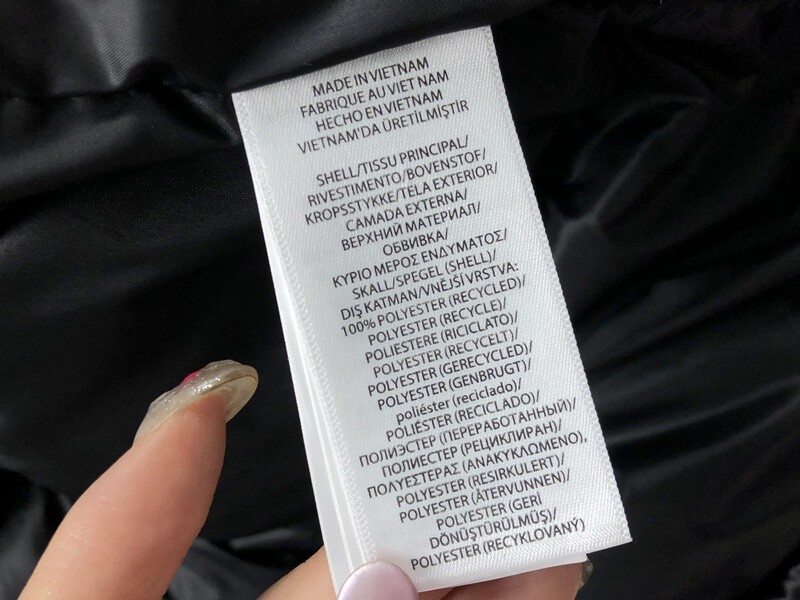 MADE IN VIETNAM
FABRIQUE AU VIET NAM
HECHO EN VIETNAM
VIETNAM'DA ÜRETİLMİŞTİR
SHELL/TISSU PRINCIPAL/
RIVESTIMENTO/BOVENSTOF/
KROPSSTYKKE/TELA EXTERIOR/
CAMADA EXTERNA/
ВЕРХНИЙ МАТЕРИАЛ/
ОБВИВКА/
ΚΥΡΙΟ ΜΕΡΟΣ ΕΝΔΥΜΑΤΟΣ/
SKALL/SPEGEL (SHELL)/
DIŞ KATMAN/VNĚJŠÍ VRSTVA:
100% POLYESTER (RECYCLED)/
POLYESTER (RECYCLE)/
POLIESTERE (RICICLATO)/
POLYESTER (RECYCELT)/
POLYESTER (GERECYCLED)/
POLYESTER (GENBRUGT)/
poliéster (reciclado)/
POLIÉSTER (RECICLADO)/
ПОЛИЭСТЕР (ПЕРЕРАБОТАННЫЙ)/
ПОЛИЕСТЕР (РЕЦИКЛИРАН)/
ΠΟΛΥΕΣΤΕΡΑΣ (ΑΝΑΚΥΚΛΩΜΕΝΟ),
POLYESTER (RESIRKULERT)/
POLYESTER (ÅTERVUNNEN)/
POLYESTER (GERİ
DÖNÜŞTÜRÜLMÜŞ)/
POLYESTER (RECYKLOVANÝ)